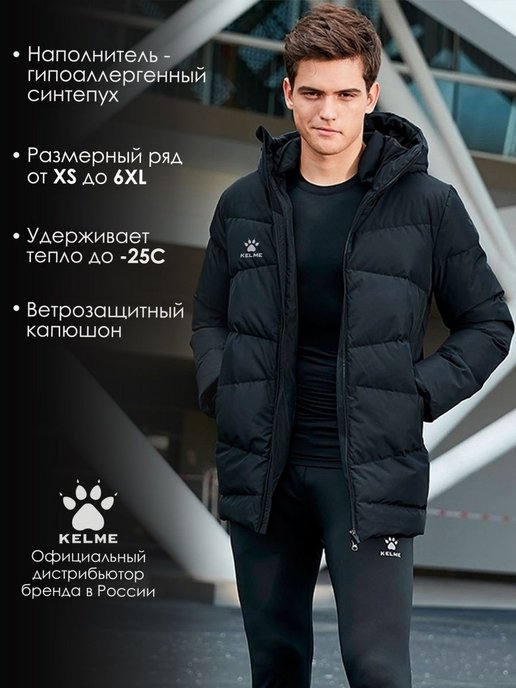 • Наполнитель -
гипоаллергенный
синтепух
• Размерный ряд
от XS до 6XL
• Удерживает
тепло до -25C
• Ветрозащитный
капюшон
KELME
KELME
KELME
Официальный
дистрибьютор
бренда в России